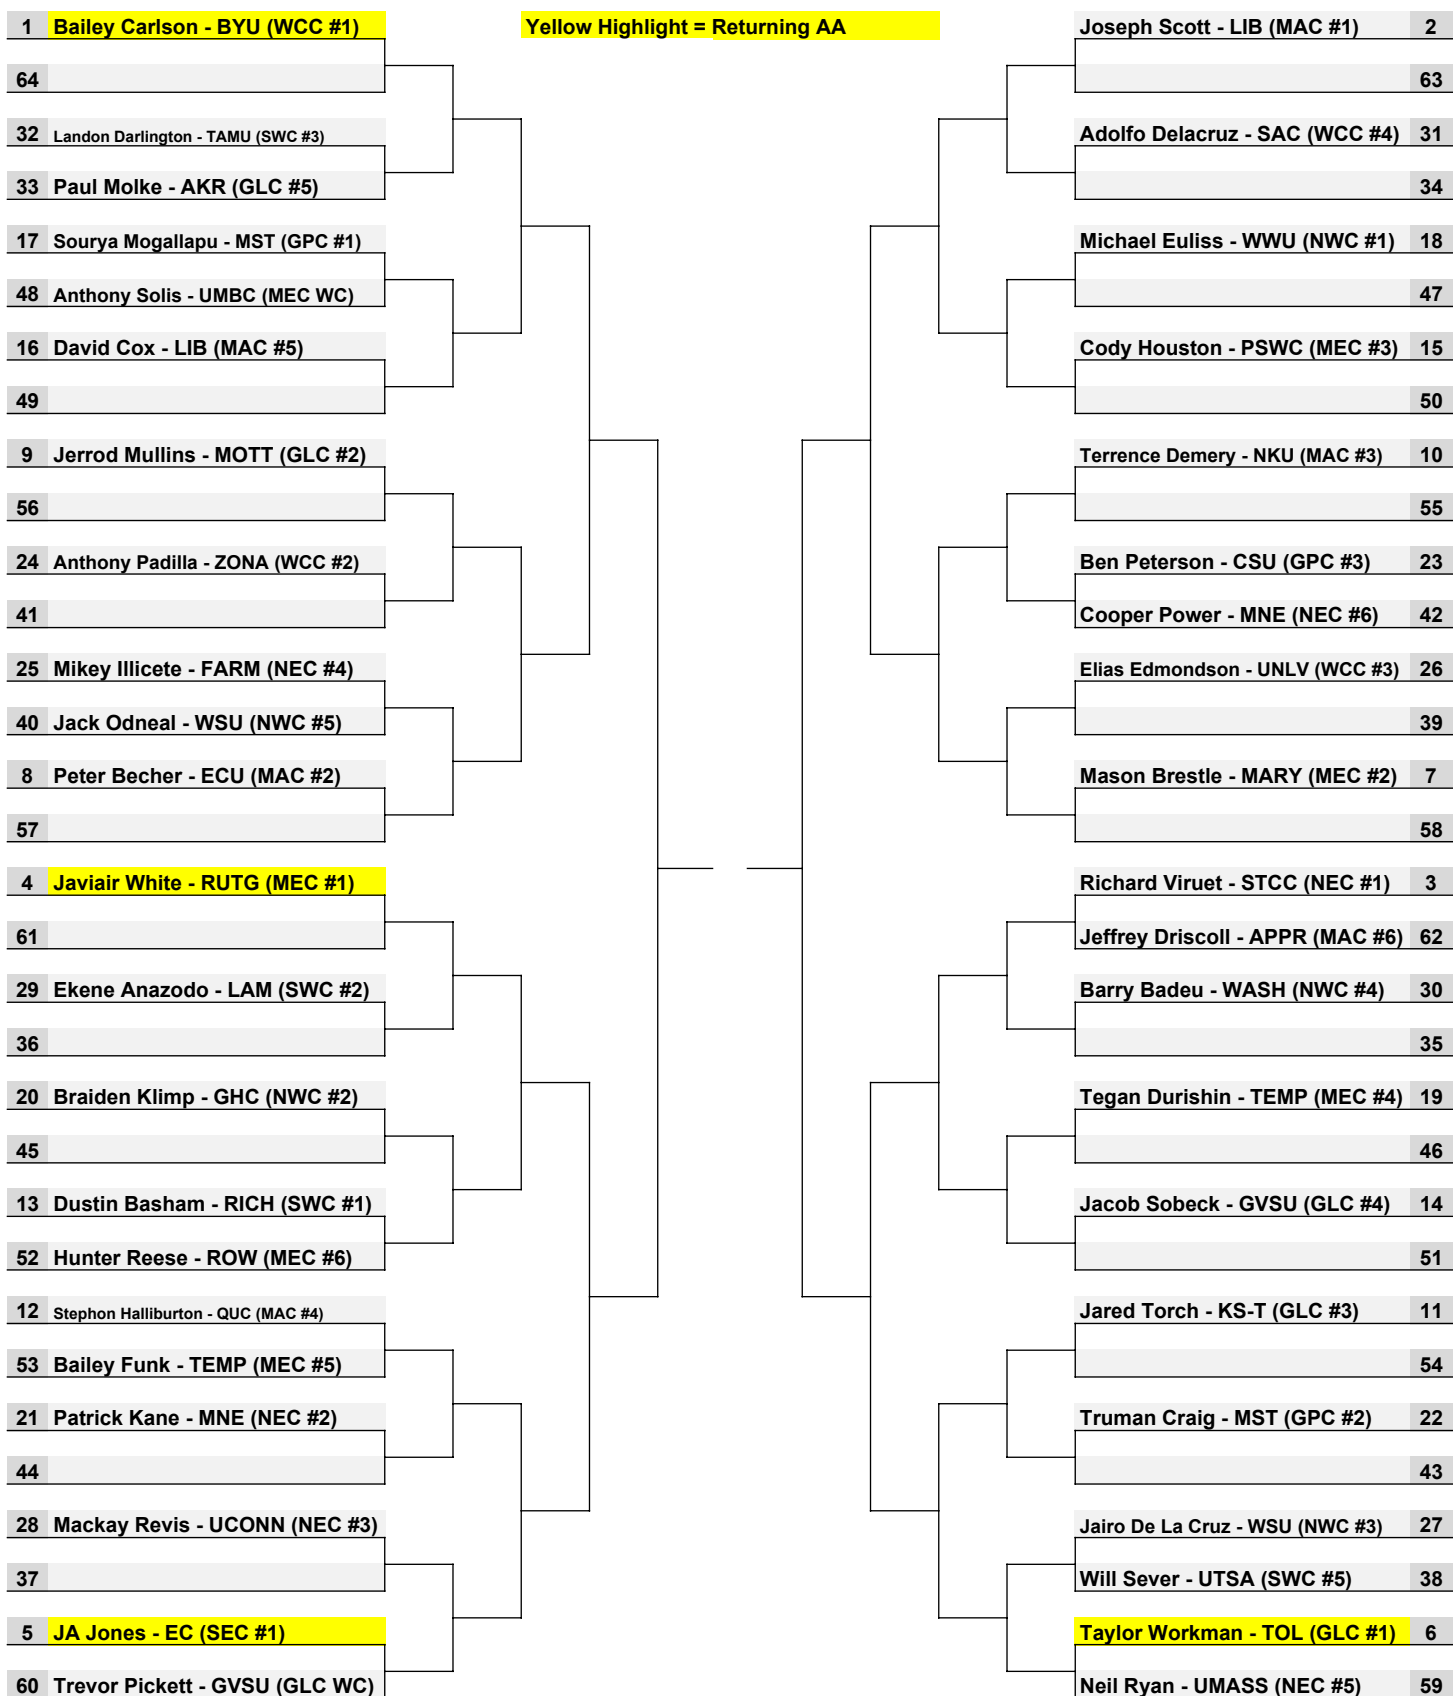 1 Bailey Carlson - BYU (WCC #1)
64
32 Landon Darlington - TAMU (SWC #3)
33 Paul Molke - AKR (GLC #5)
17 Sourya Mogallapu - MST (GPC #1)
48 Anthony Solis - UMBC (MEC WC)
16 David Cox - LIB (MAC #5)
49
9 Jerrod Mullins - MOTT (GLC #2)
56
24 Anthony Padilla - ZONA (WCC #2)
41
25 Mikey Illicete - FARM (NEC #4)
40 Jack Odneal - WSU (NWC #5)
8 Peter Becher - ECU (MAC #2)
57
4 Javiair White - RUTG (MEC #1)
61
29 Ekene Anazodo - LAM (SWC #2)
36
20 Braiden Klimp - GHC (NWC #2)
45
13 Dustin Basham - RICH (SWC #1)
52 Hunter Reese - ROW (MEC #6)
12 Stephon Halliburton - QUC (MAC #4)
53 Bailey Funk - TEMP (MEC #5)
21 Patrick Kane - MNE (NEC #2)
44
28 Mackay Revis - UCONN (NEC #3)
37
5 JA Jones - EC (SEC #1)
60 Trevor Pickett - GVSU (GLC WC)
Yellow Highlight = Returning AA
Joseph Scott - LIB (MAC #1) 2
63
Adolfo Delacruz - SAC (WCC #4) 31
34
Michael Euliss - WWU (NWC #1) 18
47
Cody Houston - PSWC (MEC #3) 15
50
Terrence Demery - NKU (MAC #3) 10
55
Ben Peterson - CSU (GPC #3) 23
Cooper Power - MNE (NEC #6) 42
Elias Edmondson - UNLV (WCC #3) 26
39
Mason Brestle - MARY (MEC #2) 7
58
Richard Viruet - STCC (NEC #1) 3
Jeffrey Driscoll - APPR (MAC #6) 62
Barry Badeu - WASH (NWC #4) 30
35
Tegan Durishin - TEMP (MEC #4) 19
46
Jacob Sobeck - GVSU (GLC #4) 14
51
Jared Torch - KS-T (GLC #3) 11
54
Truman Craig - MST (GPC #2) 22
43
Jairo De La Cruz - WSU (NWC #3) 27
Will Sever - UTSA (SWC #5) 38
Taylor Workman - TOL (GLC #1) 6
Neil Ryan - UMASS (NEC #5) 59